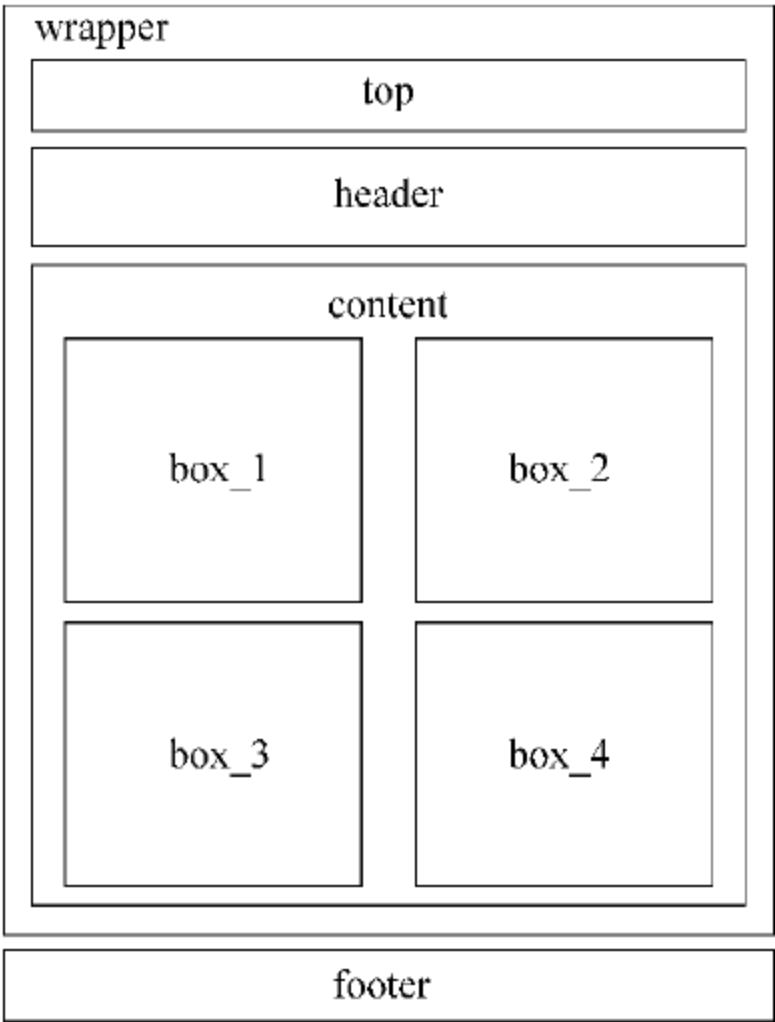 wrapper
top
header
content
box_1
box_2
box_3
box_4
footer